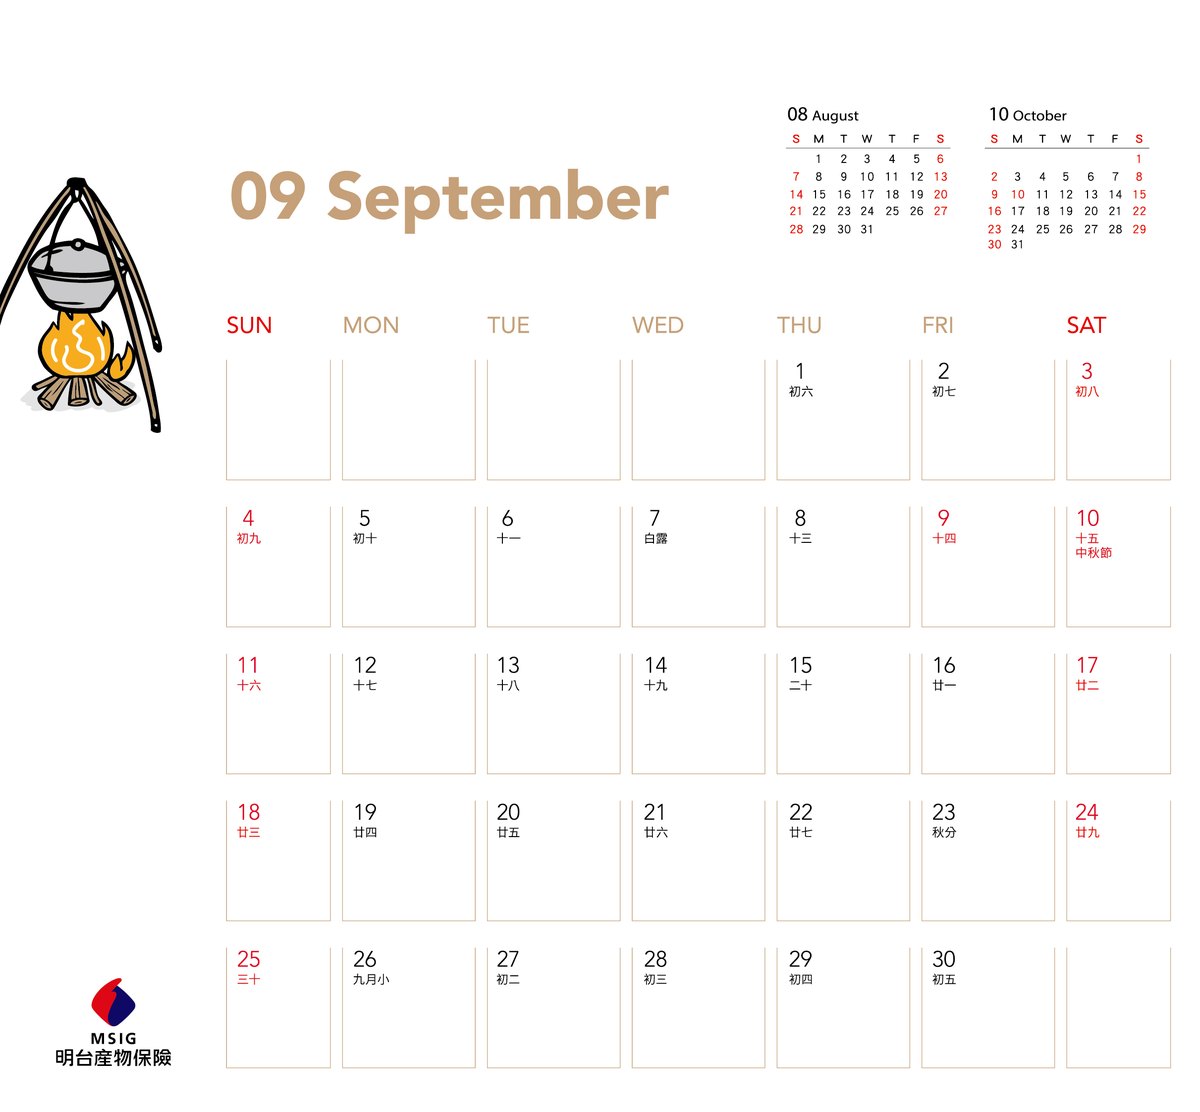 08 August
S M T W T F S
1 2 3 4 5 6
7 8 9 10 11 12 13
14 15 16 17 18 19 20
21 22 23 24 25 26 27
28 29 30 31
10 October
S M T W T F S
1
2 3 4 5 6 7 8
9 10 11 12 13 14 15
16 17 18 19 20 21 22
23 24 25 26 27 28 29
30 31
09 September
SUN MON TUE WED THU FRI SAT
1 2 3
初六 初七 初八
4 5 6 7 8 9 10
初九 初十 十一 白露 十三 十四 十五
中秋節
11 12 13 14 15 16 17
十六 十七 十八 十九 二十 廿一 廿二
18 19 20 21 22 23 24
廿三 廿四 廿五 廿六 廿七 秋分 廿九
25 26 27 28 29 30
三十 九月小 初二 初三 初四 初五
MSIG
明台産物保險